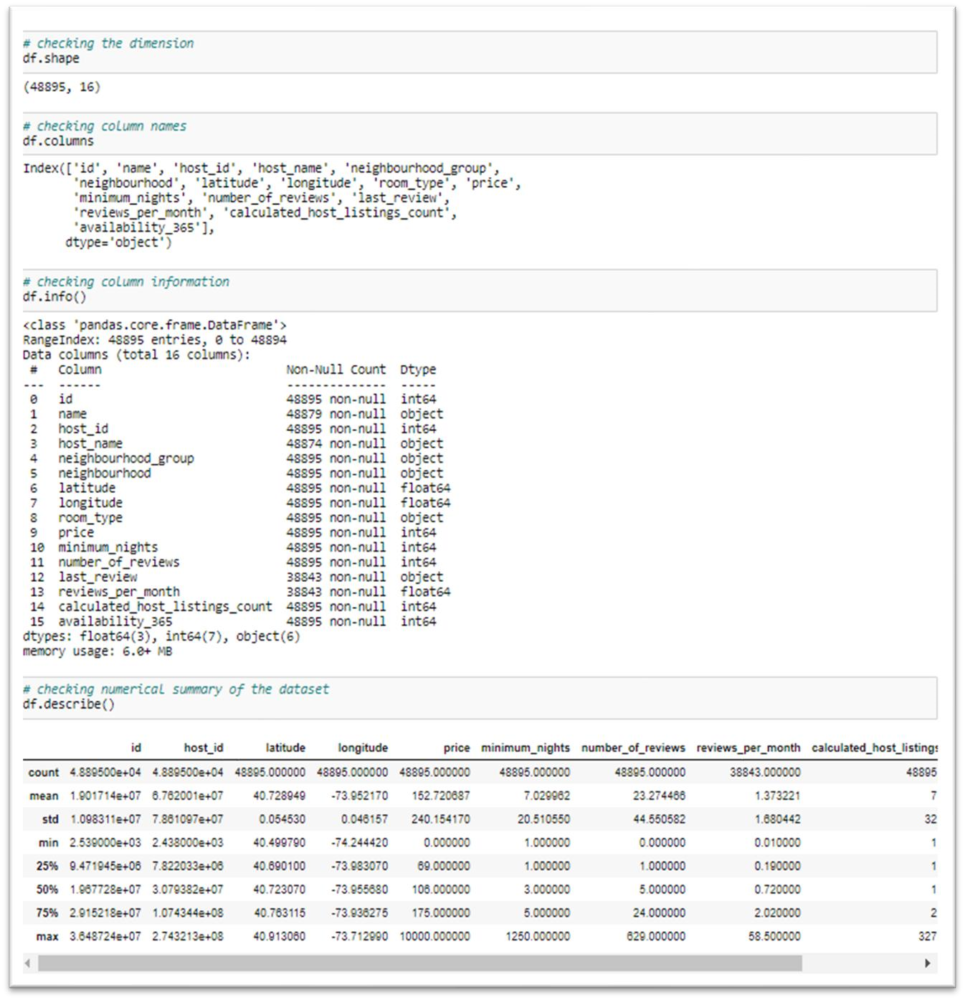 # checking the dimension
df.shape
(48895, 16)
# checking column names
df.columns
Index(['id', 'name', 'host_id', 'host_name', 'neighbourhood_group',
'neighbourhood', 'latitude', 'longitude', 'room_type', 'price',
'minimum_nights', 'number_of_reviews', 'last_review',
'reviews_per_month', 'calculated_host_listings_count',
'availability_365'],
dtype='object')
# checking column information
df.info()
<class 'pandas.core.frame.DataFrame'>
RangeIndex: 48895 entries, 0 to 48894
Data columns (total 16 columns):
# Column Non-Null Count Dtype
--- ------ -------------- -----
0 id 48895 non-null int64
1 name 48879 non-null object
2 host_id 48895 non-null int64
3 host_name 48874 non-null object
4 neighbourhood_group 48895 non-null object
5 neighbourhood 48895 non-null object
6 latitude 48895 non-null float64
7 longitude 48895 non-null float64
8 room_type 48895 non-null object
9 price 48895 non-null int64
10 minimum_nights 48895 non-null int64
11 number_of_reviews 48895 non-null int64
12 last_review 38843 non-null object
13 reviews_per_month 38843 non-null float64
14 calculated_host_listings_count 48895 non-null int64
15 availability_365 48895 non-null int64
dtypes: float64(3), int64(7), object(6)
memory usage: 6.0+ MB
# checking numerical summary of the dataset
df.describe()
id host_id latitude longitude price minimum_nights number_of_reviews reviews_per_month calculated_host_listings
count 4.889500e+04 4.889500e+04 48895.000000 48895.000000 48895.000000 48895.000000 48895.000000 38843.000000 48895
mean 1.901714e+07 6.762001e+07 40.728949 -73.952170 152.720687 7.029962 23.274466 1.373221 7
std 1.098311e+07 7.861097e+07 0.054530 0.046157 240.154170 20.510550 44.550582 1.680442 32
min 2.539000e+03 2.438000e+03 40.499790 -74.244420 0.000000 1.000000 0.000000 0.010000 1
25% 9.471945e+06 7.822033e+06 40.690100 -73.983070 69.000000 1.000000 1.000000 0.190000 1
50% 1.967728e+07 3.079382e+07 40.723070 -73.955680 106.000000 3.000000 5.000000 0.720000 1
75% 2.915218e+07 1.074344e+08 40.763115 -73.936275 175.000000 5.000000 24.000000 2.020000 2
max 3.648724e+07 2.743213e+08 40.913060 -73.712990 10000.000000 1250.000000 629.000000 58.500000 327